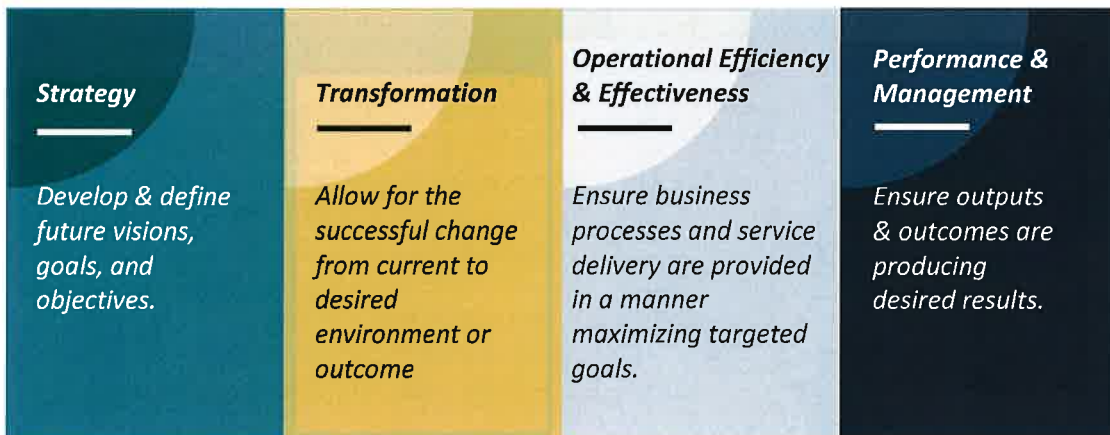 Strategy
Develop & define
future visions,
goals, and
objectives.
Transformation
Allow for the
successful change
from current to
desired
environment or
outcome
Operational Efficiency
& Effectiveness
Ensure business
processes and service
delivery are provided
in a manner
maximizing targeted
goals.
Performance &
Management
Ensure outputs
& outcomes are
producing
desired results.